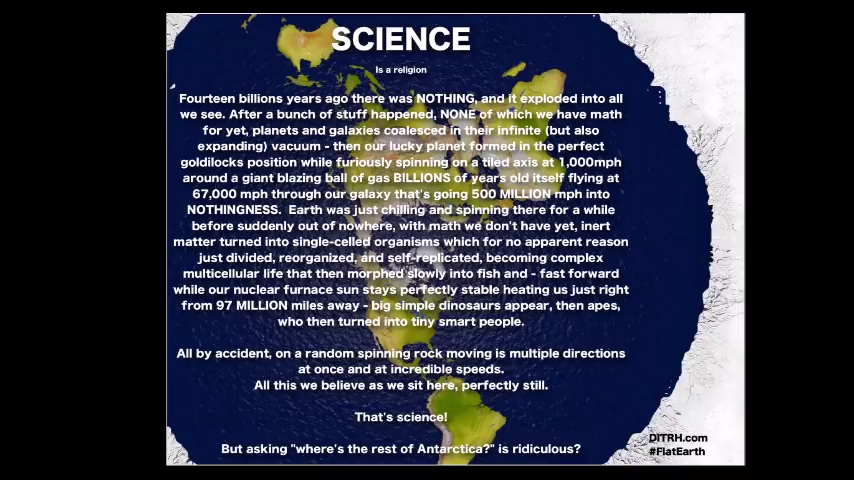 SCIENCE
Is a religion
Fourteen billions years ago there was NOTHING, and it exploded into all
we see. After a bunch of stuff happened, NONE of which we have math
for yet, planets and galaxies coalesced in their infinite (but also
expanding) vacuum - then our lucky planet formed in the perfect
goldilocks position while furiously spinning on a tiled axis at 1,000mph
around a giant blazing ball of gas BILLIONS of years old itself flying at
67,000 mph through our galaxy that's going 500 MILLION mph into
NOTHINGNESS. Earth was just chilling and spinning there for a while
before suddenly out of nowhere, with math we don't have yet, inert
matter turned into single-celled organisms which for no apparent reason
just divided, reorganized, and self-replicated, becoming complex
multicellular life that then morphed slowly into fish and - fast forward
while our nuclear furnace sun stays perfectly stable heating us just right
from 97 MILLION miles away - big simple dinosaurs appear, then apes,
who then turned into tiny smart people.
All by accident, on a random spinning rock moving is multiple directions
at once and at incredible speeds.
All this we believe as we sit here, perfectly still.
That's science!
But asking "where's the rest of Antarctica?" is ridiculous?
DITRH.com
#FlatEarth